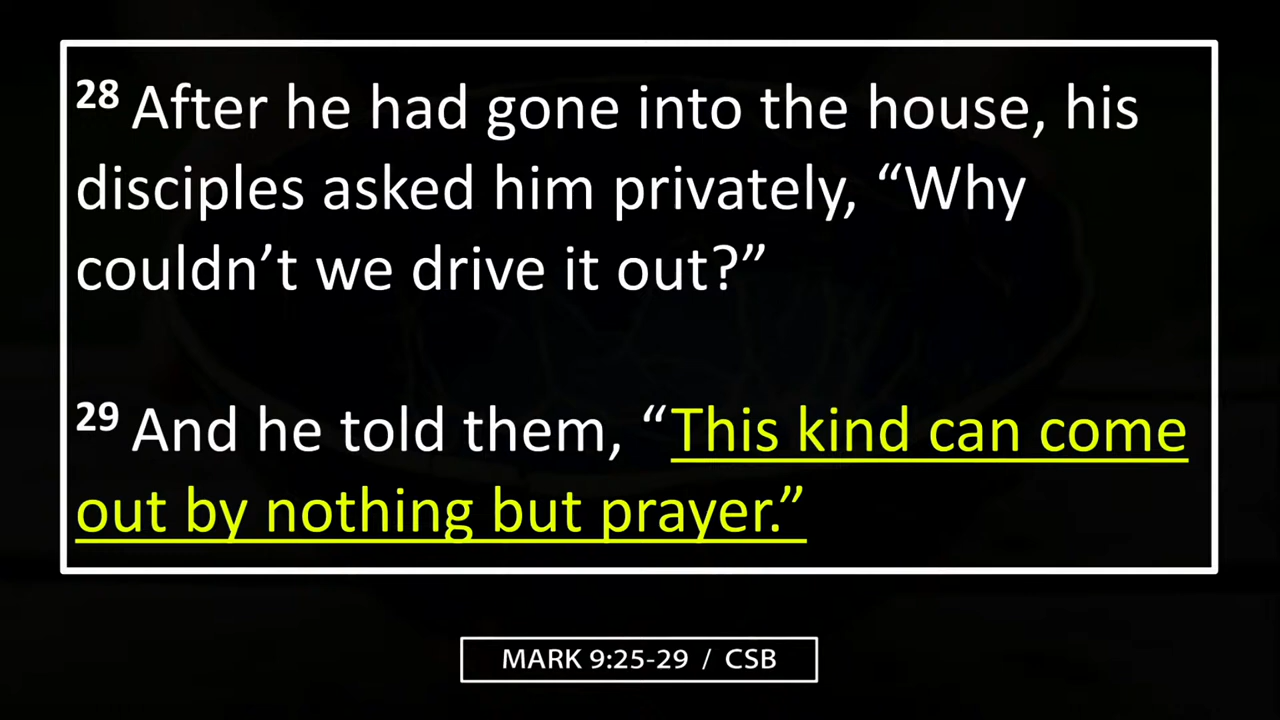 28 After he had gone into the house, his
disciples asked him privately, “Why
couldn’t we drive it out?”
29 And he told them, “This kind can come
out by nothing but prayer.”
MARK 9:25-29 / CSB